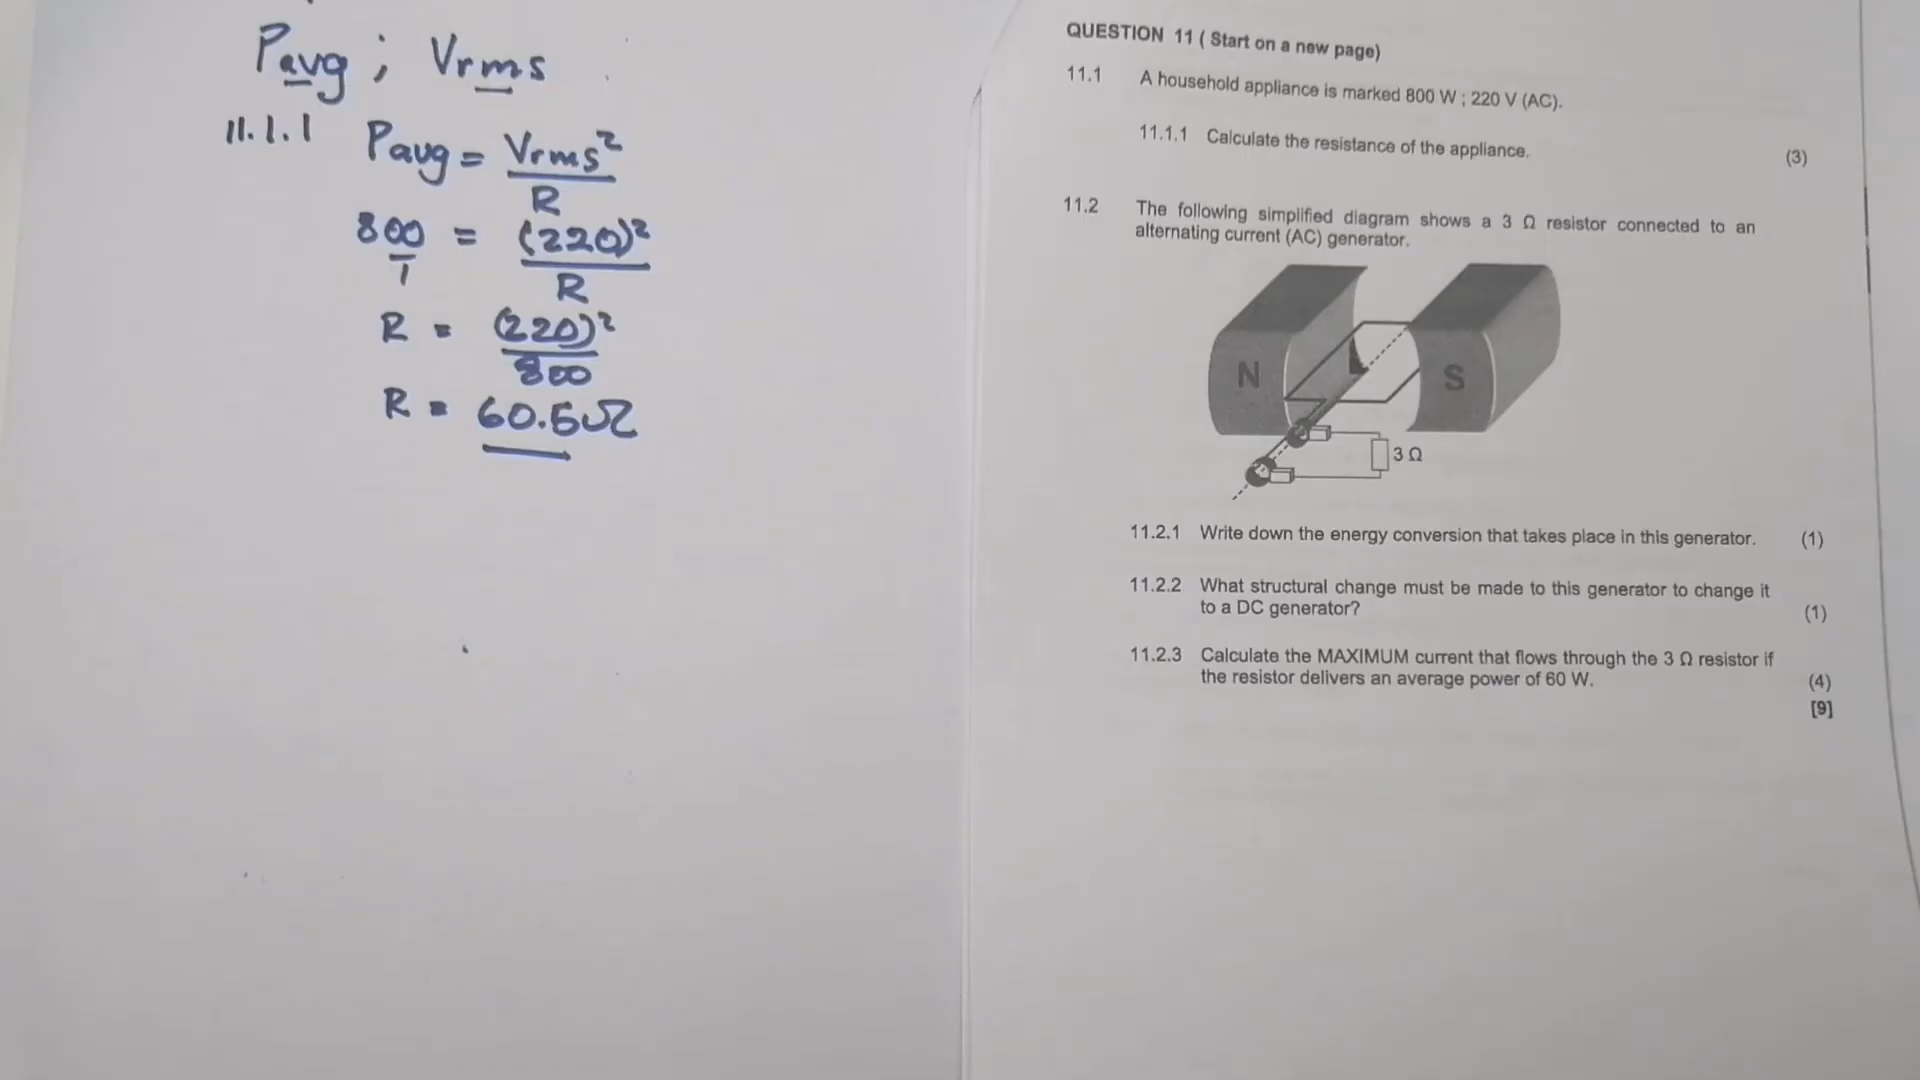 Pavg ; Vrms
11.1.1 Pavg = Vrms²
R
800 = (220)²
1 R
R = (220)²
800
R = 60.5Ω
QUESTION 11 ( Start on a new page)
11.1 A household appliance is marked 800 W ; 220 V (AC).
11.1.1 Calculate the resistance of the appliance. (3)
11.2 The following simplified diagram shows a 3 Ω resistor connected to an
alternating current (AC) generator.
N S
3 Ω
11.2.1 Write down the energy conversion that takes place in this generator. (1)
11.2.2 What structural change must be made to this generator to change it
to a DC generator? (1)
11.2.3 Calculate the MAXIMUM current that flows through the 3 Ω resistor if
the resistor delivers an average power of 60 W. (4)
[9]